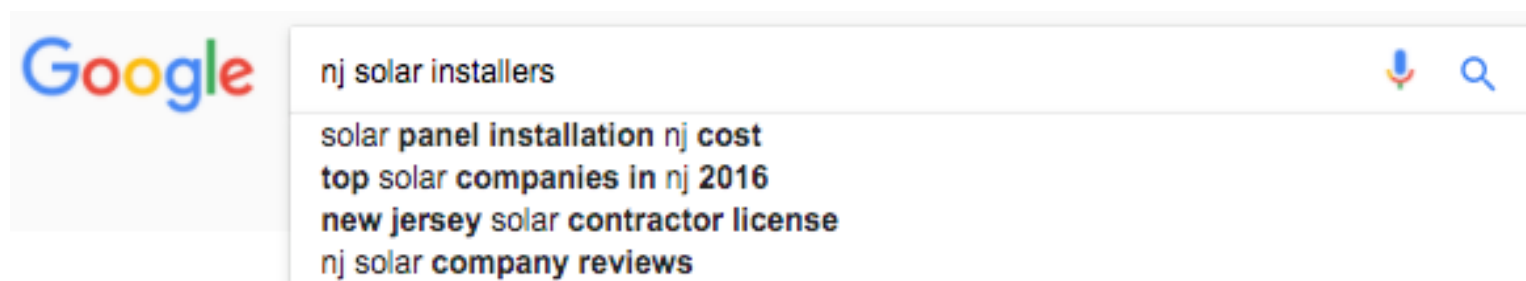 Google
nj solar installers
solar panel installation nj cost
top solar companies in nj 2016
new jersey solar contractor license
nj solar company reviews